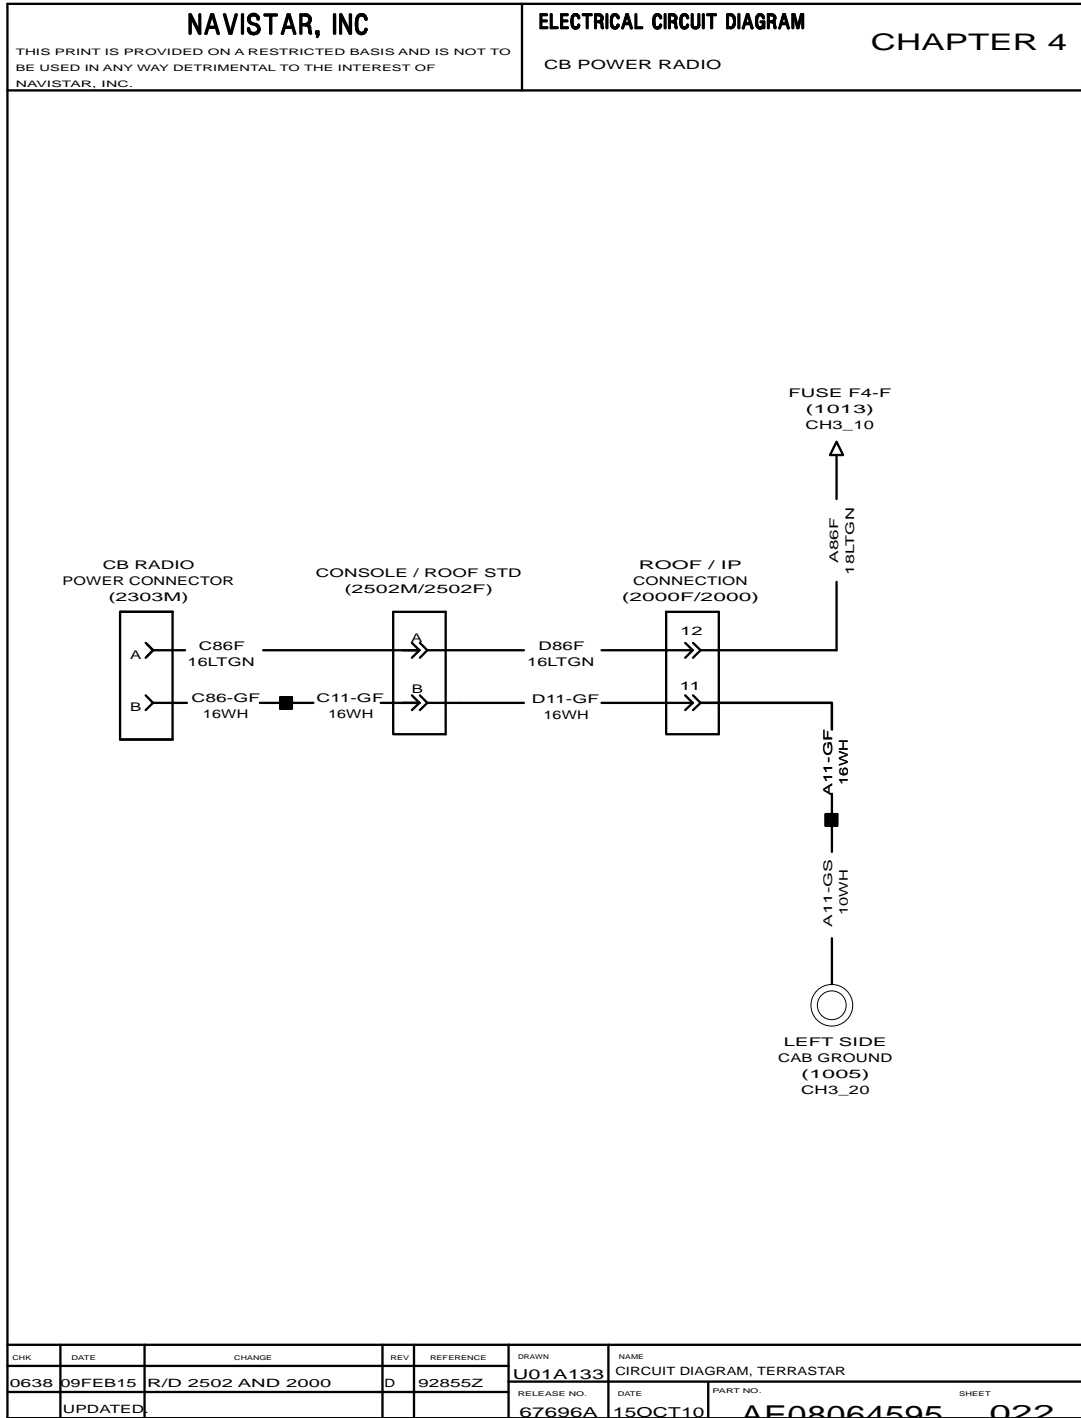 NAVISTAR, INC
THIS PRINT IS PROVIDED ON A RESTRICTED BASIS AND IS NOT TO
BE USED IN ANY WAY DETRIMENTAL TO THE INTEREST OF
NAVISTAR, INC.
ELECTRICAL CIRCUIT DIAGRAM
CB POWER RADIO
CHAPTER 4
FUSE F4-F
(1013)
CH3_10
A86F
18LTGN
CB RADIO
POWER CONNECTOR
(2303M)
CONSOLE / ROOF STD
(2502M/2502F)
ROOF / IP
CONNECTION
(2000F/2000)
A
C86F
16LTGN
A
D86F
16LTGN
12
B
C86-GF
16WH
C11-GF
16WH
B
D11-GF
16WH
11
A11-GF
16WH
A11-GS
10WH
LEFT SIDE
CAB GROUND
(1005)
CH3_20
CHK DATE CHANGE REV REFERENCE
0638 09FEB15 R/D 2502 AND 2000 D 92855Z
UPDATED
DRAWN
U01A133
NAME
CIRCUIT DIAGRAM, TERRASTAR
RELEASE NO.
67696A
DATE
15OCT10
PART NO.
AE08064595
SHEET
022